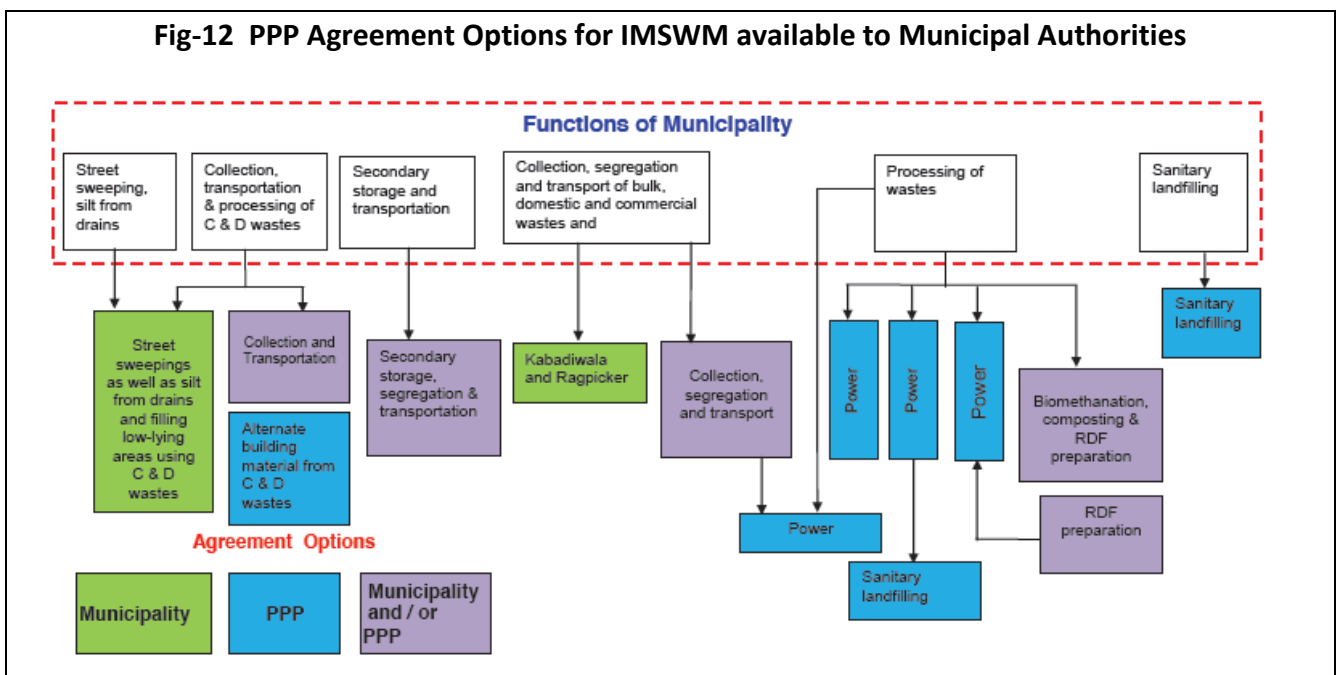 Fig-12 PPP Agreement Options for IMSWM available to Municipal Authorities
Functions of Municipality
Street
sweeping,
silt from
drains
Collection,
transportation
& processing of
C & D wastes
Secondary
storage and
transportation
Collection, segregation
and transport of bulk,
domestic and commercial
wastes and
Processing of
wastes
Sanitary
landfilling
Street
sweepings
as well as silt
from drains
and filling
low-lying
areas using
C & D
wastes
Collection and
Transportation
Alternate
building
material from
C & D
wastes
Secondary
storage,
segregation &
transportation
Kabadiwala
and Ragpicker
Collection,
segregation
and transport
Power
Power
Power
Biomethanation,
composting &
RDF
preparation
Sanitary
landfilling
RDF
preparation
Power
Sanitary
landfilling
Agreement Options
Municipality
PPP
Municipality
and / or
PPP